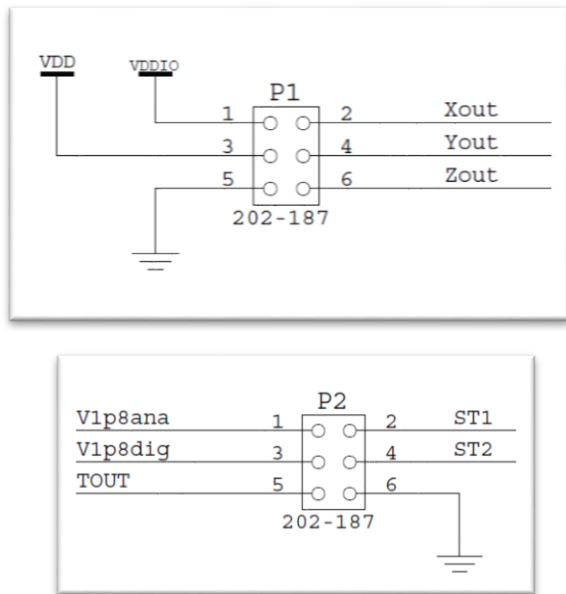 VDD VDDIO
P1
1 2 Xout
3 4 Yout
5 6 Zout
202-187
P2
V1p8ana 1 2 ST1
V1p8dig 3 4 ST2
TOUT 5 6
202-187